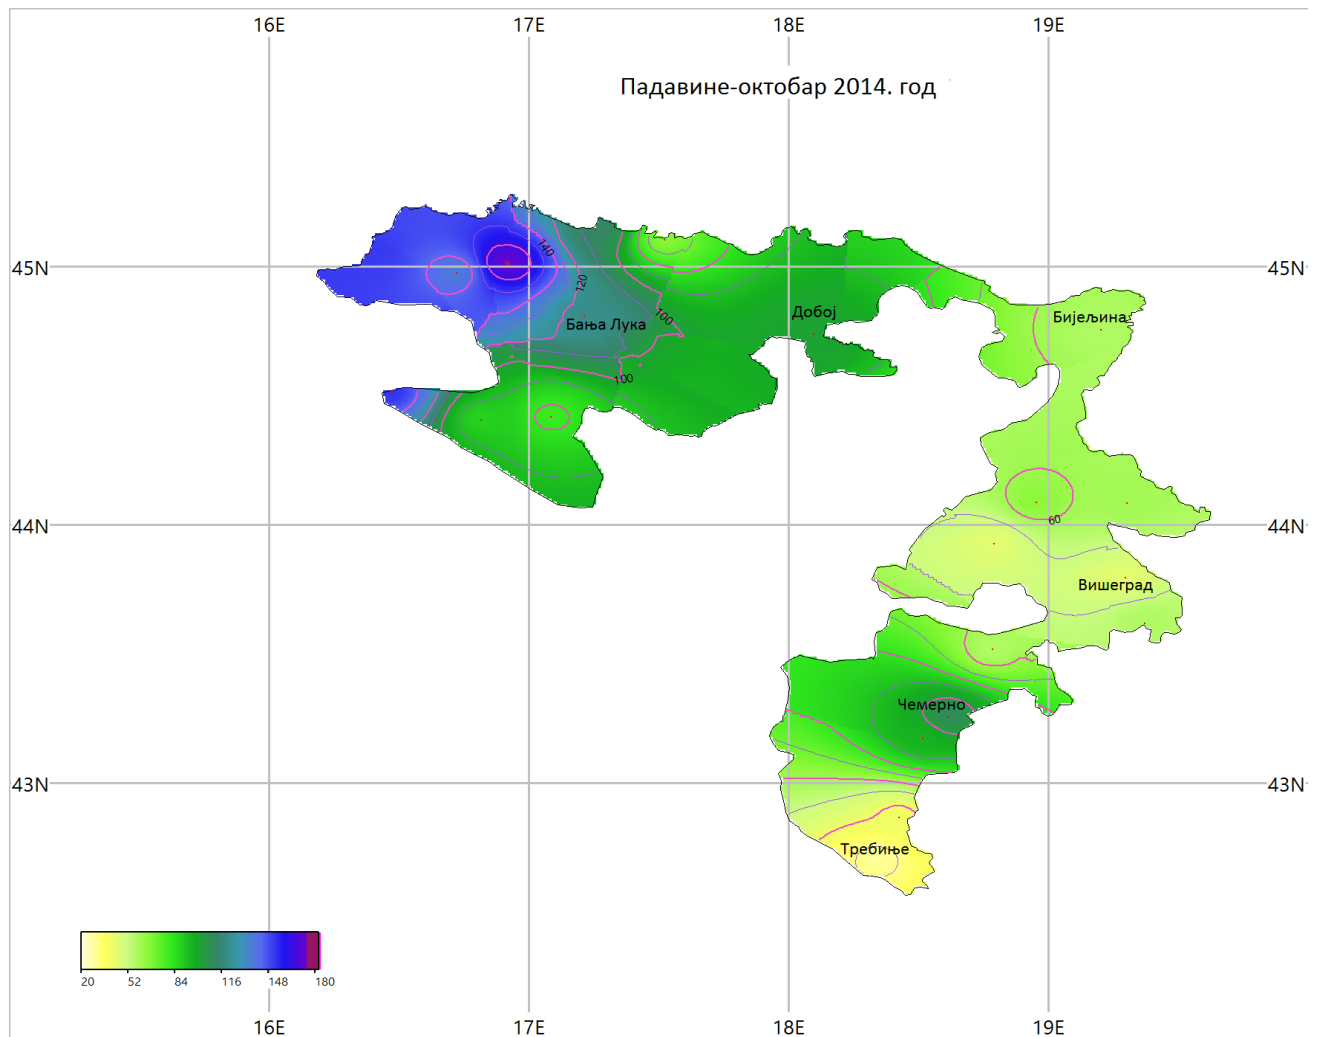 16E 17E 18E 19E
Падавине-октобар 2014. год
140
45N 45N
120
100
Бања Лука
Добој
Бијељина
100
60
44N 44N
Вишеград
Чемерно
43N 43N
Требиње
20 52 84 116 148 180
16E 17E 18E 19E